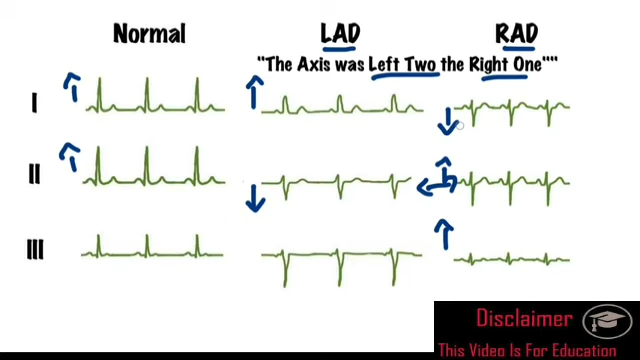 Normal LAD RAD
"The Axis was Left Two the Right One""
I
II
III
Disclaimer
This Video Is For Education